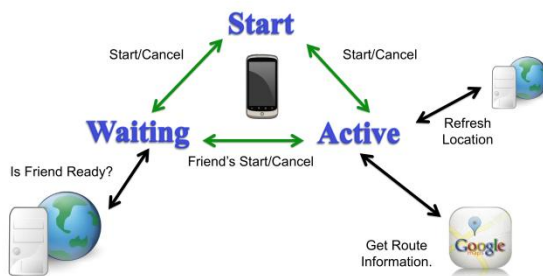 Start
Start/Cancel
Start/Cancel
Waiting
Active
Friend's Start/Cancel
Refresh
Location
Is Friend Ready?
Get Route
Information.
Google